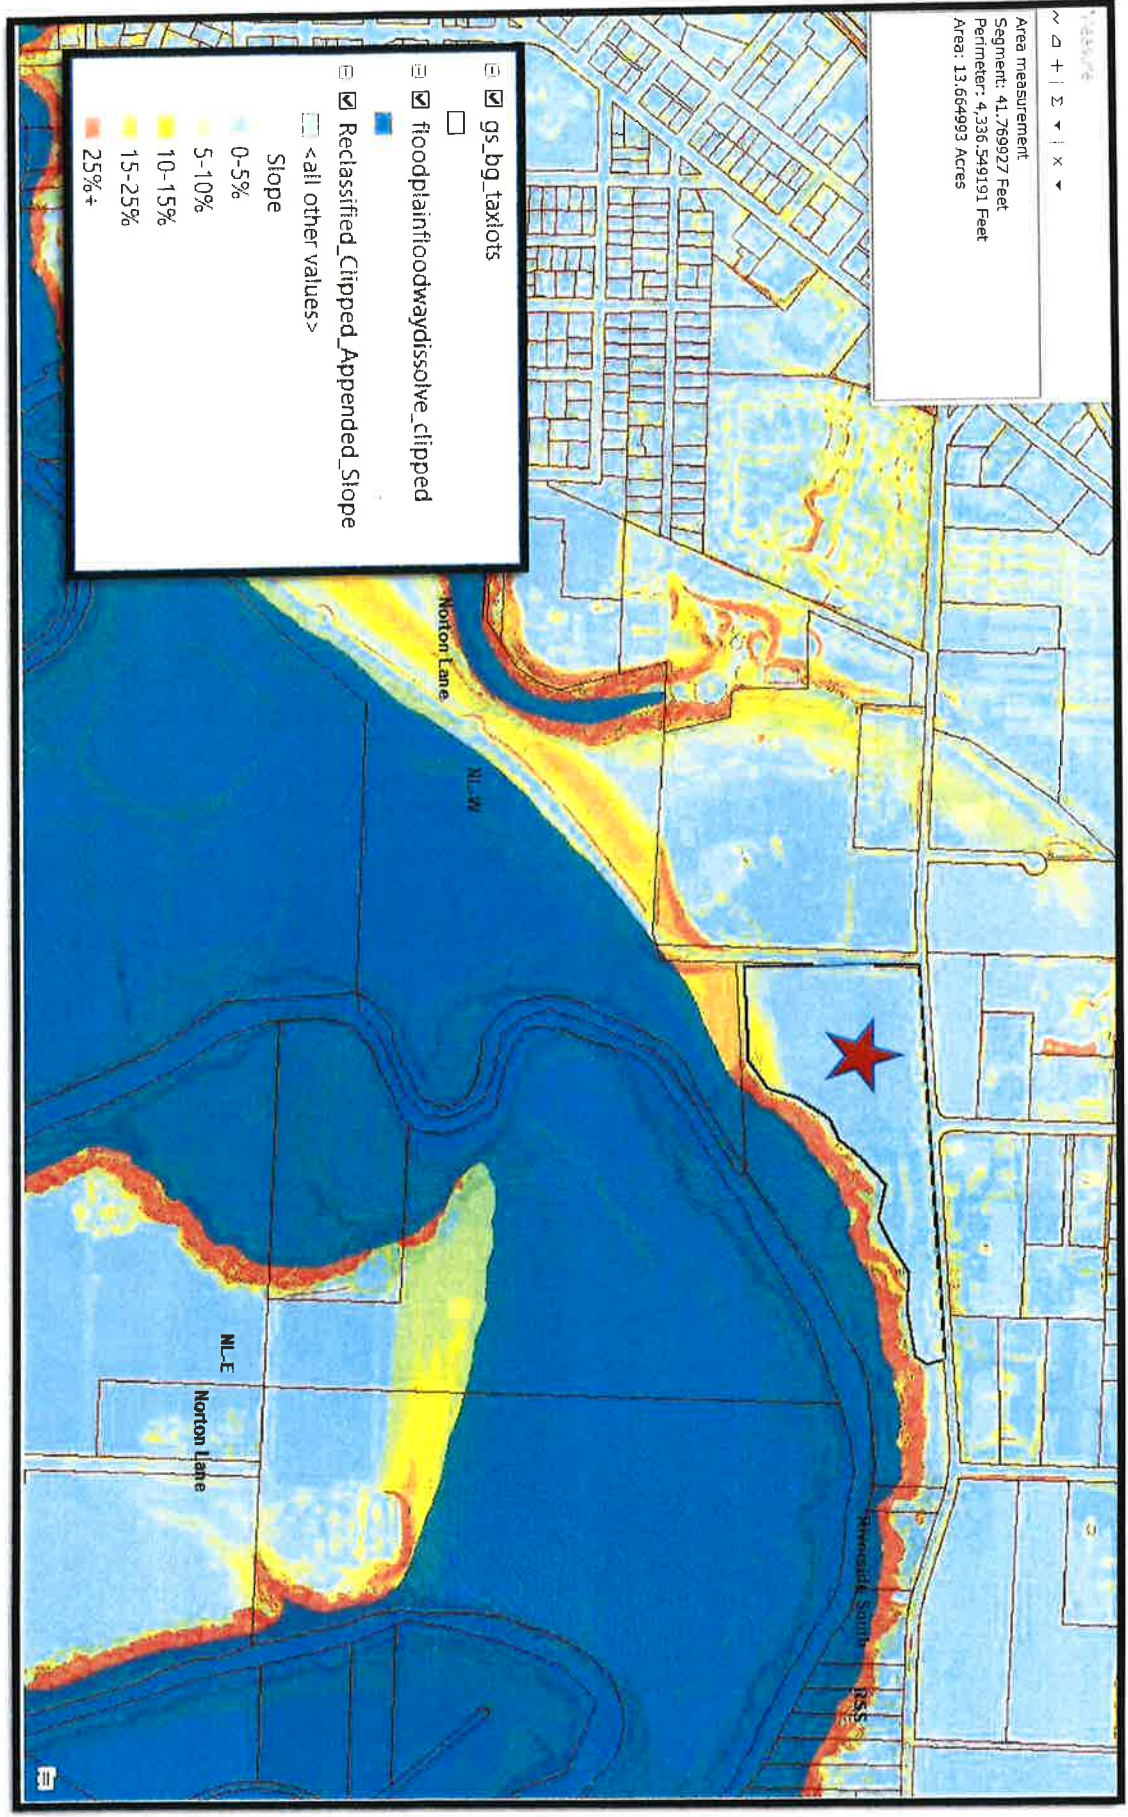 Measure
Area measurement
Segment: 41.769927 Feet
Perimeter: 4,336.549191 Feet
Area: 13.664993 Acres
gs_bg_taxlots
floodplainfloodwaydissolve_clipped
Reclassified_Clipped_Appended_Slope
<all other values>
Slope
0-5%
5-10%
10-15%
15-25%
25%+
Norton Lane
NL-W
NL-E
Norton Lane
Riverside South
RSS